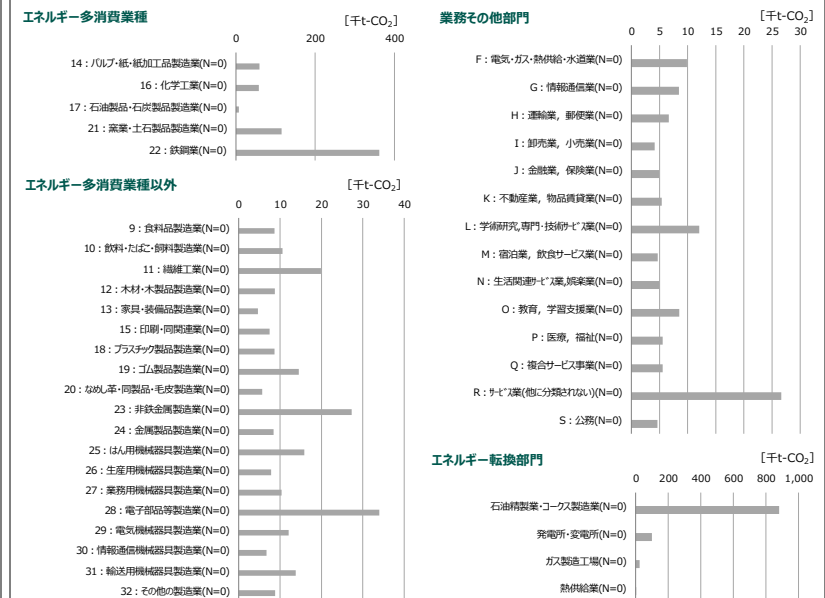 エネルギー多消費業種
[千t-CO₂]
0 200 400
14:パルプ・紙・紙加工品製造業(N=0)
16:化学工業(N=0)
17:石油製品・石炭製品製造業(N=0)
21:窯業・土石製品製造業(N=0)
22:鉄鋼業(N=0)
エネルギー多消費業種以外
[千t-CO₂]
0 10 20 30 40
9:食料品製造業(N=0)
10:飲料・たばこ・飼料製造業(N=0)
11:繊維工業(N=0)
12:木材・木製品製造業(N=0)
13:家具・装備品製造業(N=0)
15:印刷・同関連業(N=0)
18:プラスチック製品製造業(N=0)
19:ゴム製品製造業(N=0)
20:なめし革・同製品・毛皮製造業(N=0)
23:非鉄金属製造業(N=0)
24:金属製品製造業(N=0)
25:はん用機械器具製造業(N=0)
26:生産用機械器具製造業(N=0)
27:業務用機械器具製造業(N=0)
28:電子部品等製造業(N=0)
29:電気機械器具製造業(N=0)
30:情報通信機械器具製造業(N=0)
31:輸送用機械器具製造業(N=0)
32:その他の製造業(N=0)
業務その他部門
[千t-CO₂]
0 5 10 15 20 25 30
F:電気・ガス・熱供給・水道業(N=0)
G:情報通信業(N=0)
H:運輸業,郵便業(N=0)
I:卸売業,小売業(N=0)
J:金融業,保険業(N=0)
K:不動産業,物品賃貸業(N=0)
L:学術研究,専門・技術サービス業(N=0)
M:宿泊業,飲食サービス業(N=0)
N:生活関連サービス業,娯楽業(N=0)
O:教育,学習支援業(N=0)
P:医療,福祉(N=0)
Q:複合サービス事業(N=0)
R:サービス業(他に分類されない)(N=0)
S:公務(N=0)
エネルギー転換部門
[千t-CO₂]
0 200 400 600 800 1,000
石油精製業・コークス製造業(N=0)
発電所・変電所(N=0)
ガス製造工場(N=0)
熱供給業(N=0)